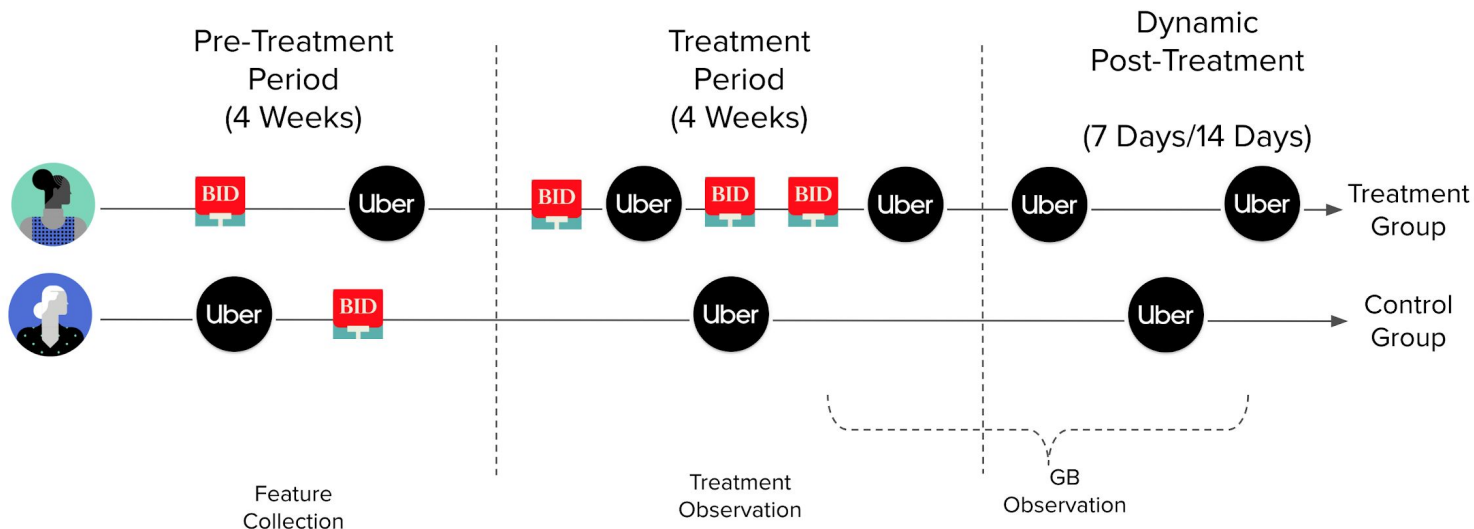 Pre-Treatment
Period
(4 Weeks)
Treatment
Period
(4 Weeks)
Dynamic
Post-Treatment
(7 Days/14 Days)
BID
Uber
BID
Uber
BID
BID
Uber
Uber
Uber
Treatment
Group
Uber
BID
Uber
Uber
Control
Group
Feature
Collection
Treatment
Observation
GB
Observation